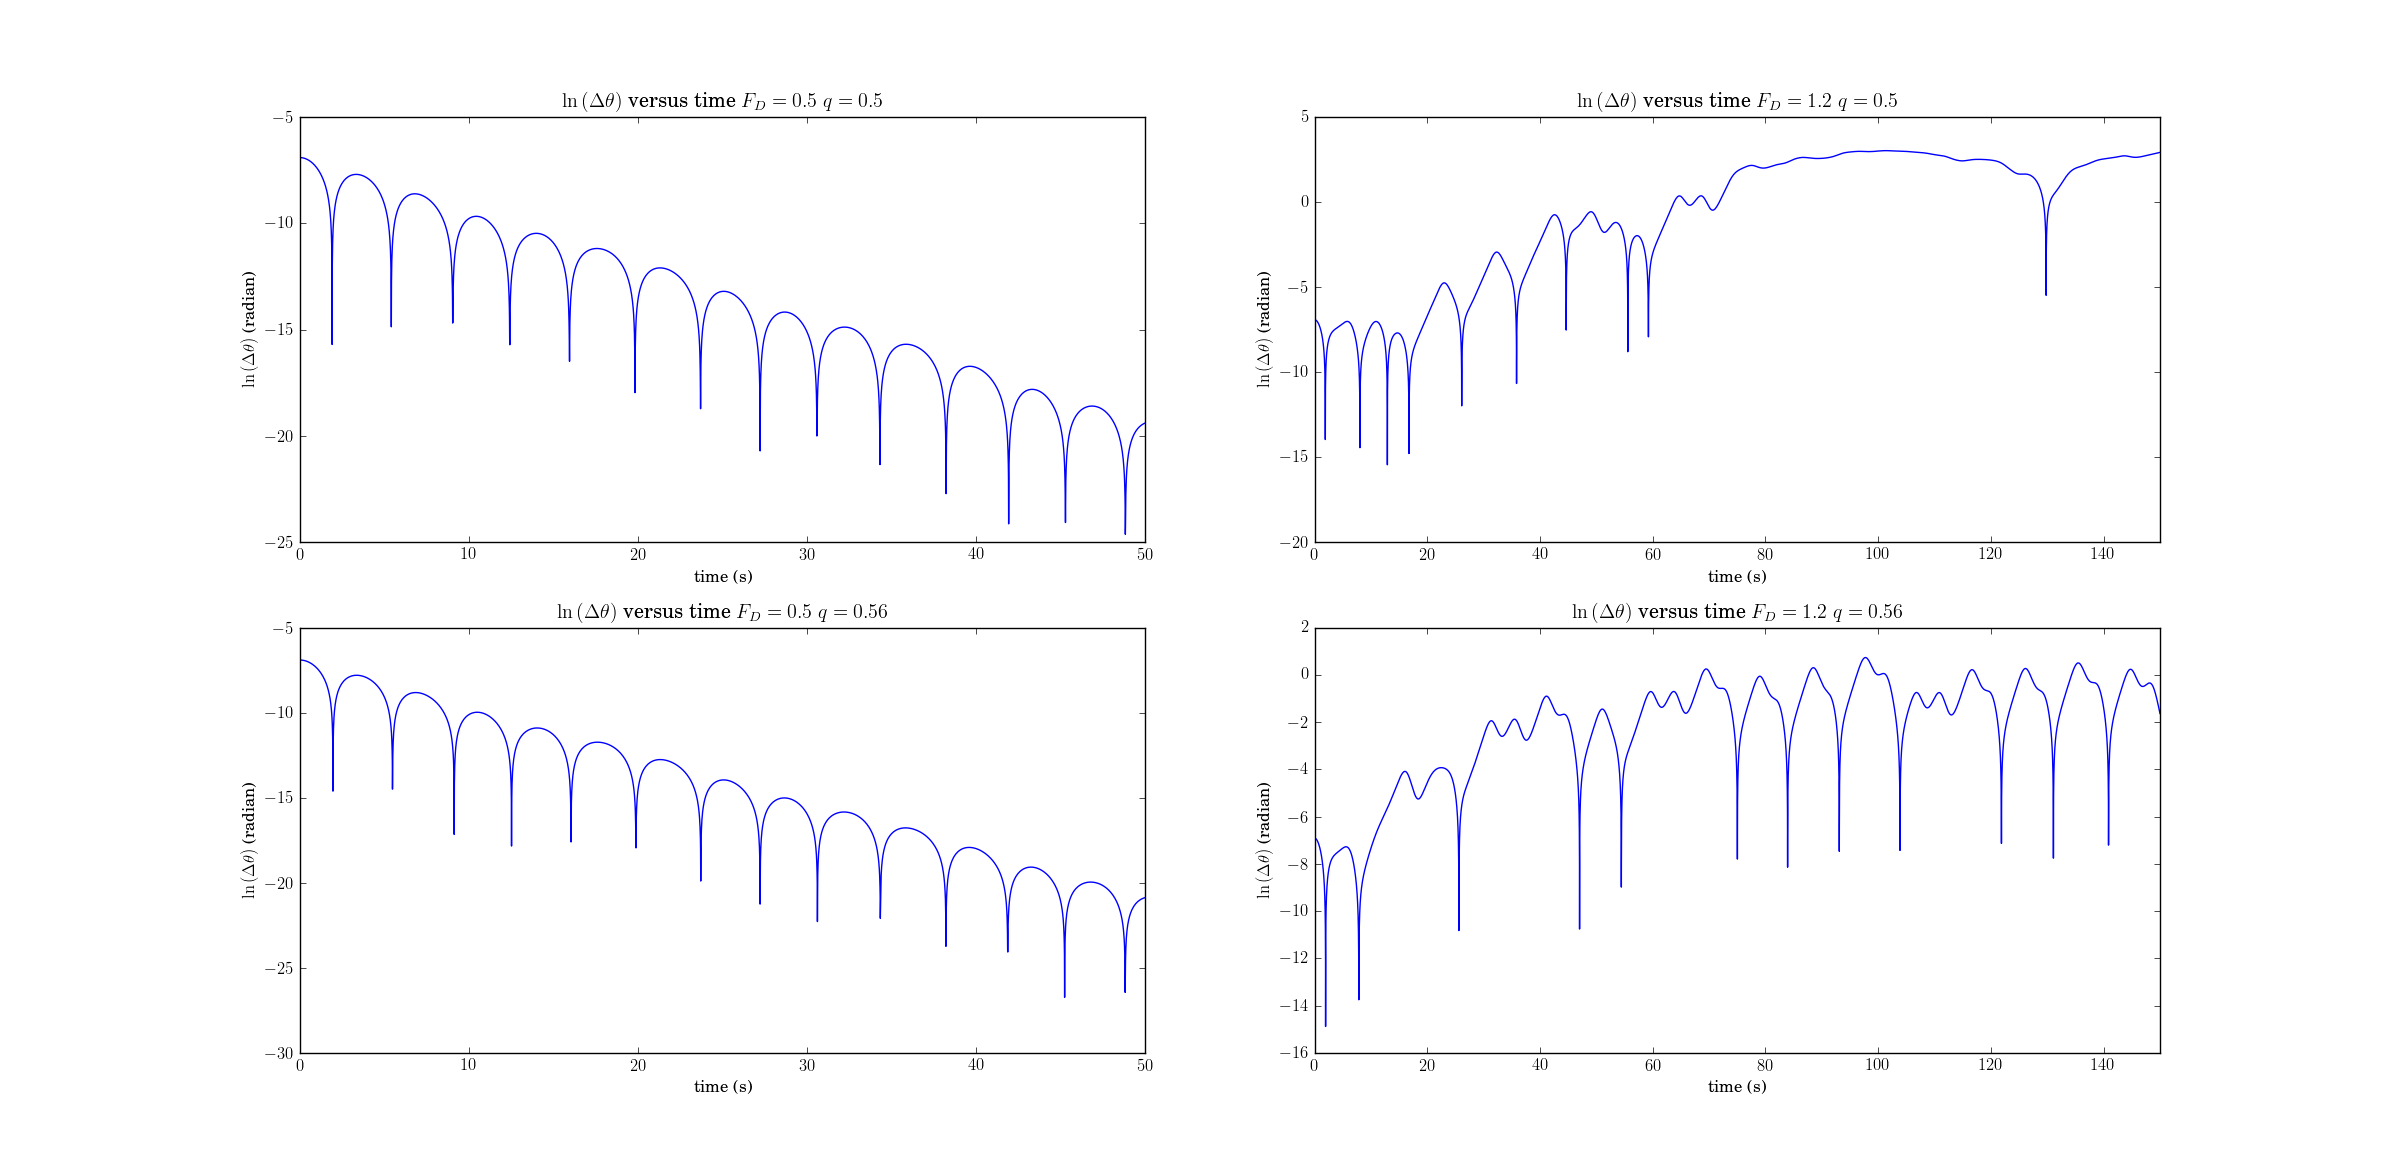 ln (Δθ) versus time F_D = 0.5 q = 0.5
−5
−10
−15
−20
−25
ln (Δθ) (radian)
0 10 20 30 40 50
time (s)
ln (Δθ) versus time F_D = 1.2 q = 0.5
5
0
−5
−10
−15
−20
ln (Δθ) (radian)
0 20 40 60 80 100 120 140
time (s)
ln (Δθ) versus time F_D = 0.5 q = 0.56
−5
−10
−15
−20
−25
−30
ln (Δθ) (radian)
0 10 20 30 40 50
time (s)
ln (Δθ) versus time F_D = 1.2 q = 0.56
2
0
−2
−4
−6
−8
−10
−12
−14
−16
ln (Δθ) (radian)
0 20 40 60 80 100 120 140
time (s)